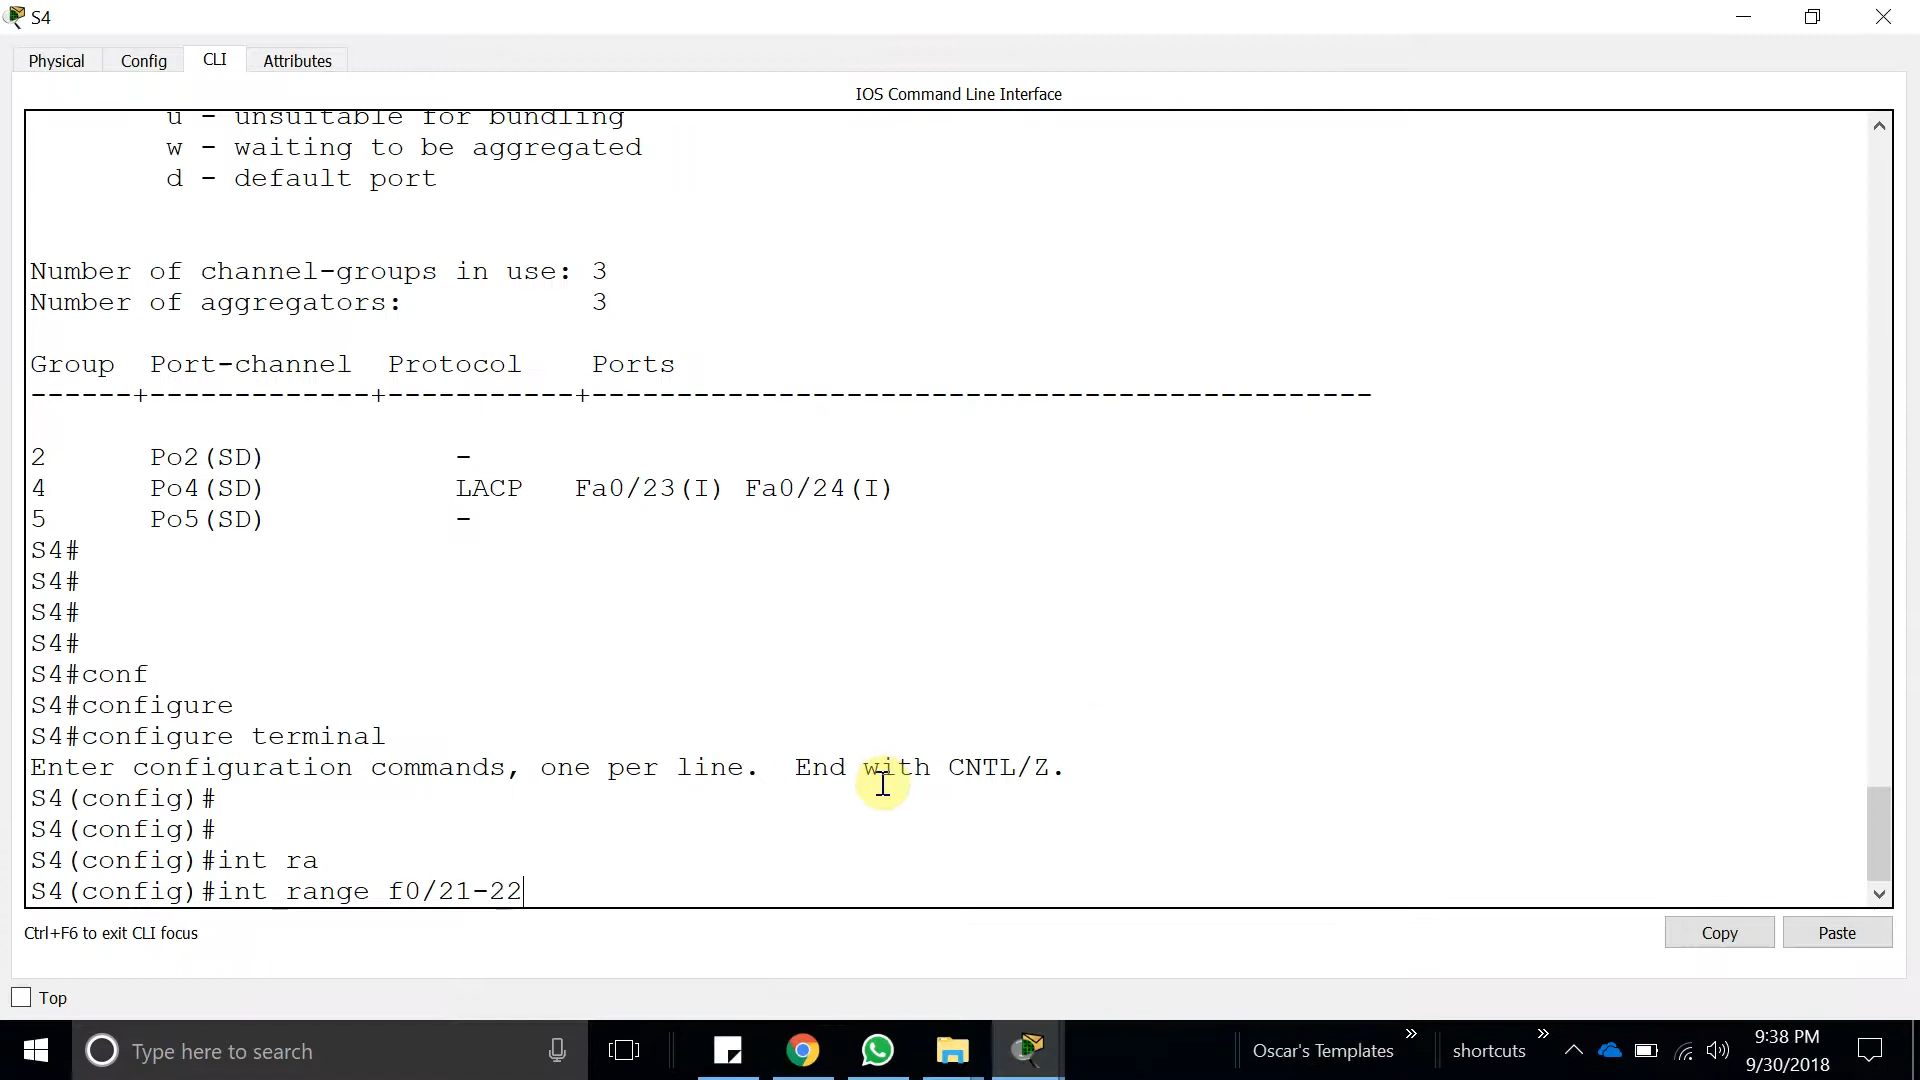 S4
Physical Config CLI Attributes
IOS Command Line Interface
u - unsuitable for bundling
w - waiting to be aggregated
d - default port
Number of channel-groups in use: 3
Number of aggregators: 3
Group Port-channel Protocol Ports
------+-------------+-----------+----------------------------------------------
2 Po2(SD) -
4 Po4(SD) LACP Fa0/23(I) Fa0/24(I)
5 Po5(SD) -
S4#
S4#
S4#
S4#
S4#conf
S4#configure
S4#configure terminal
Enter configuration commands, one per line. End with CNTL/Z.
S4(config)#
S4(config)#
S4(config)#int ra
S4(config)#int range f0/21-22
Ctrl+F6 to exit CLI focus
Copy Paste
Top
Type here to search
Oscar's Templates » shortcuts »
9:38 PM
9/30/2018